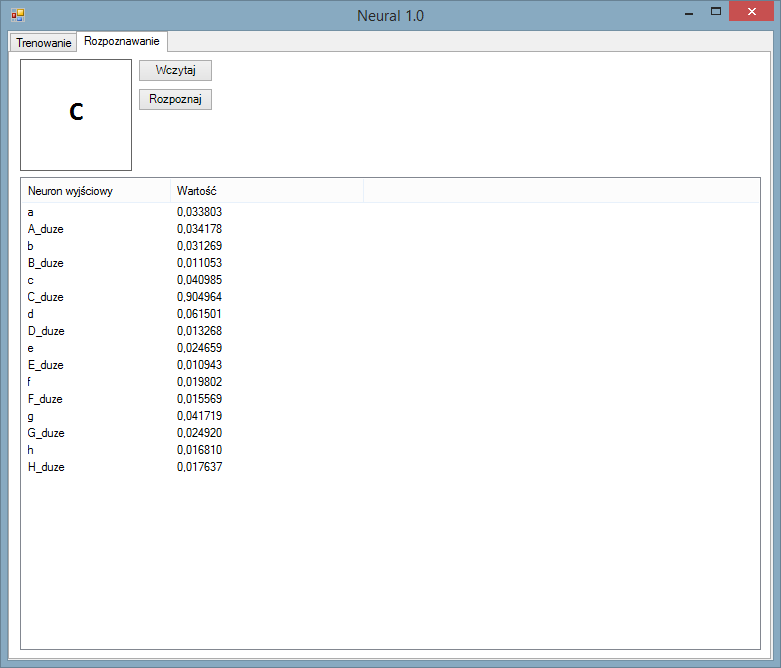 Neural 1.0
Trenowanie Rozpoznawanie
Wczytaj
C
Rozpoznaj
Neuron wyjściowy Wartość
a 0,033803
A_duze 0,034178
b 0,031269
B_duze 0,011053
c 0,040985
C_duze 0,904964
d 0,061501
D_duze 0,013268
e 0,024659
E_duze 0,010943
f 0,019802
F_duze 0,015569
g 0,041719
G_duze 0,024920
h 0,016810
H_duze 0,017637